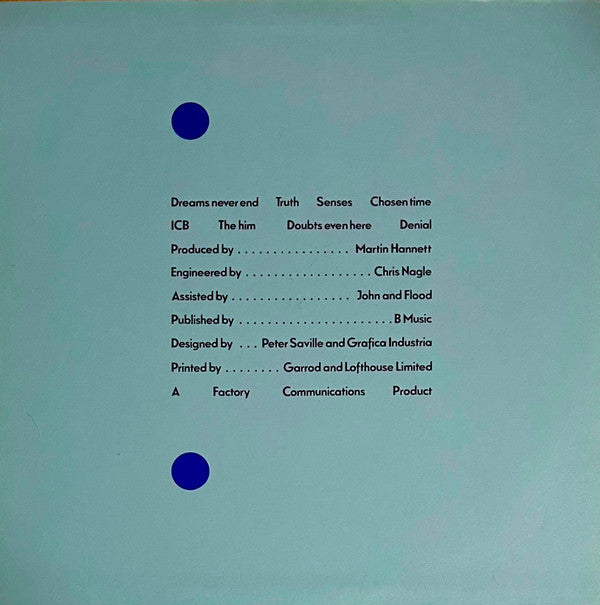 Dreams never end Truth Senses Chosen time
ICB The him Doubts even here Denial
Produced by . . . . . . . . . . . . . . . . Martin Hannett
Engineered by . . . . . . . . . . . . . . . . . . Chris Nagle
Assisted by . . . . . . . . . . . . . . . . . John and Flood
Published by . . . . . . . . . . . . . . . . . . . . . . B Music
Designed by . . . Peter Saville and Grafica Industria
Printed by . . . . . . . . Garrod and Lofthouse Limited
A Factory Communications Product